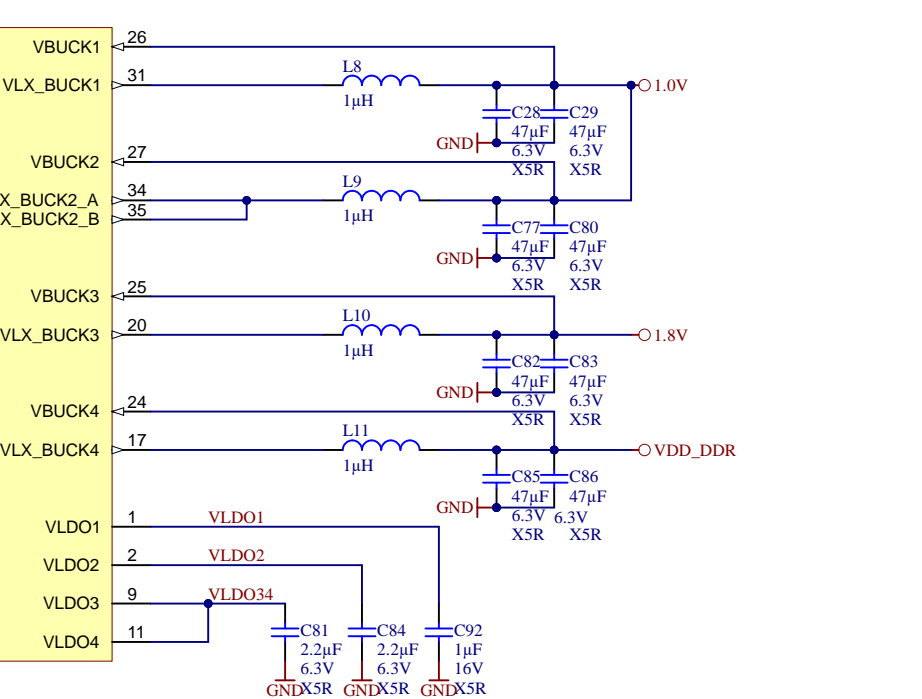 VBUCK1 26
VLX_BUCK1 31
L8
1µH
1.0V
C28 C29
47µF 47µF
6.3V 6.3V
X5R X5R
GND
VBUCK2 27
X_BUCK2_A 34
X_BUCK2_B 35
L9
1µH
C77 C80
47µF 47µF
6.3V 6.3V
X5R X5R
GND
VBUCK3 25
VLX_BUCK3 20
L10
1µH
1.8V
C82 C83
47µF 47µF
6.3V 6.3V
X5R X5R
GND
VBUCK4 24
VLX_BUCK4 17
L11
1µH
VDD_DDR
C85 C86
47µF 47µF
6.3V 6.3V
X5R X5R
GND
VLDO1 1 VLDO1
VLDO2 2 VLDO2
VLDO3 9 VLDO34
VLDO4 11
C81 C84 C92
2.2µF 2.2µF 1µF
6.3V 6.3V 16V
X5R X5R X5R
GND GND GND